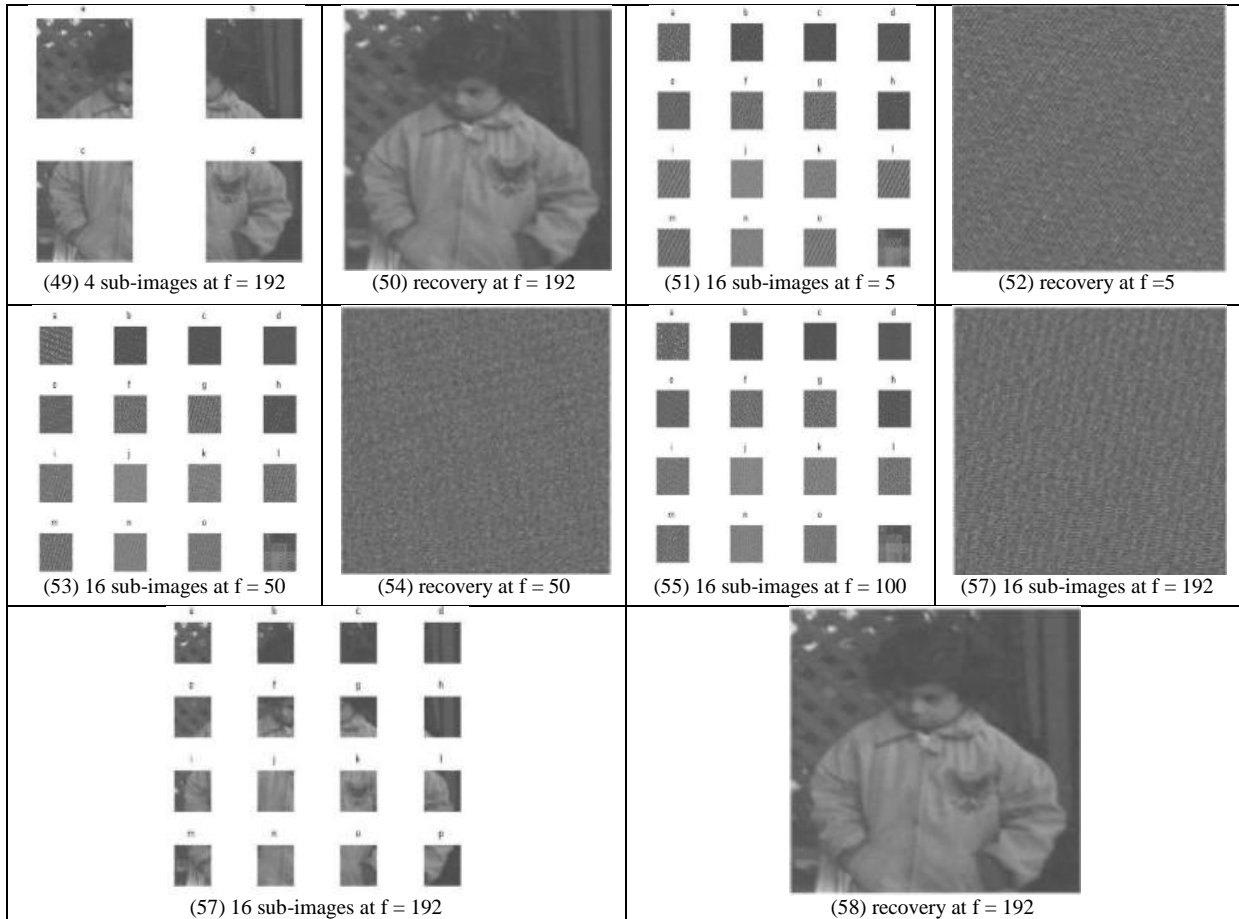 a b
c d
(49) 4 sub-images at f = 192
(50) recovery at f = 192
a b c d
e f g h
i j k l
m n o
(51) 16 sub-images at f = 5
(52) recovery at f =5
a b c d
e f g h
i j k l
m n o
(53) 16 sub-images at f = 50
(54) recovery at f = 50
a b c d
e f g h
i j k l
m n o
(55) 16 sub-images at f = 100
(57) 16 sub-images at f = 192
a b c d
e f g h
i j k l
m n o p
(57) 16 sub-images at f = 192
(58) recovery at f = 192